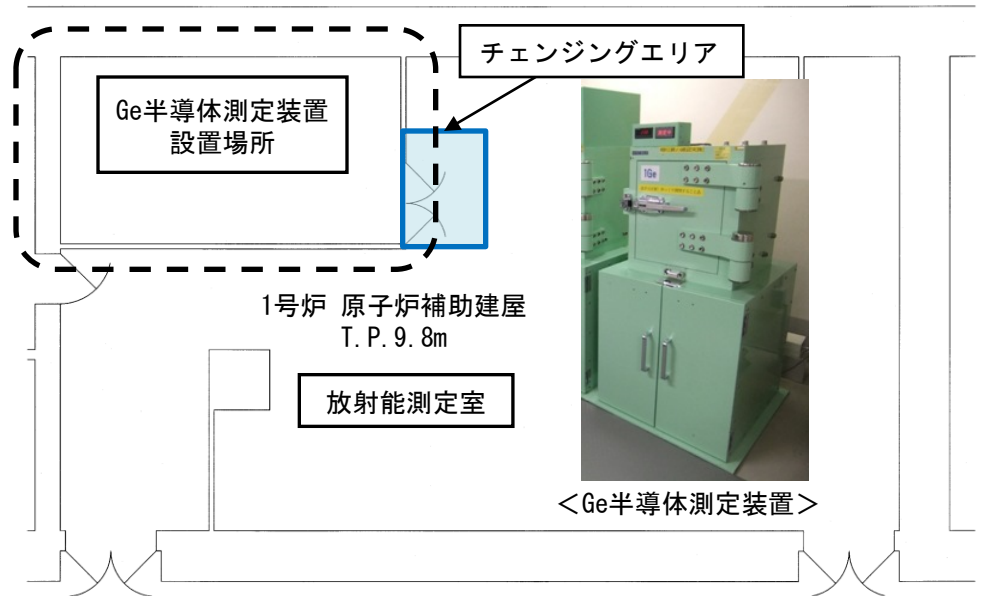 チェンジングエリア
Ge半導体測定装置
設置場所
1Ge
1号炉 原子炉補助建屋
T.P.9.8m
放射能測定室
＜Ge半導体測定装置＞